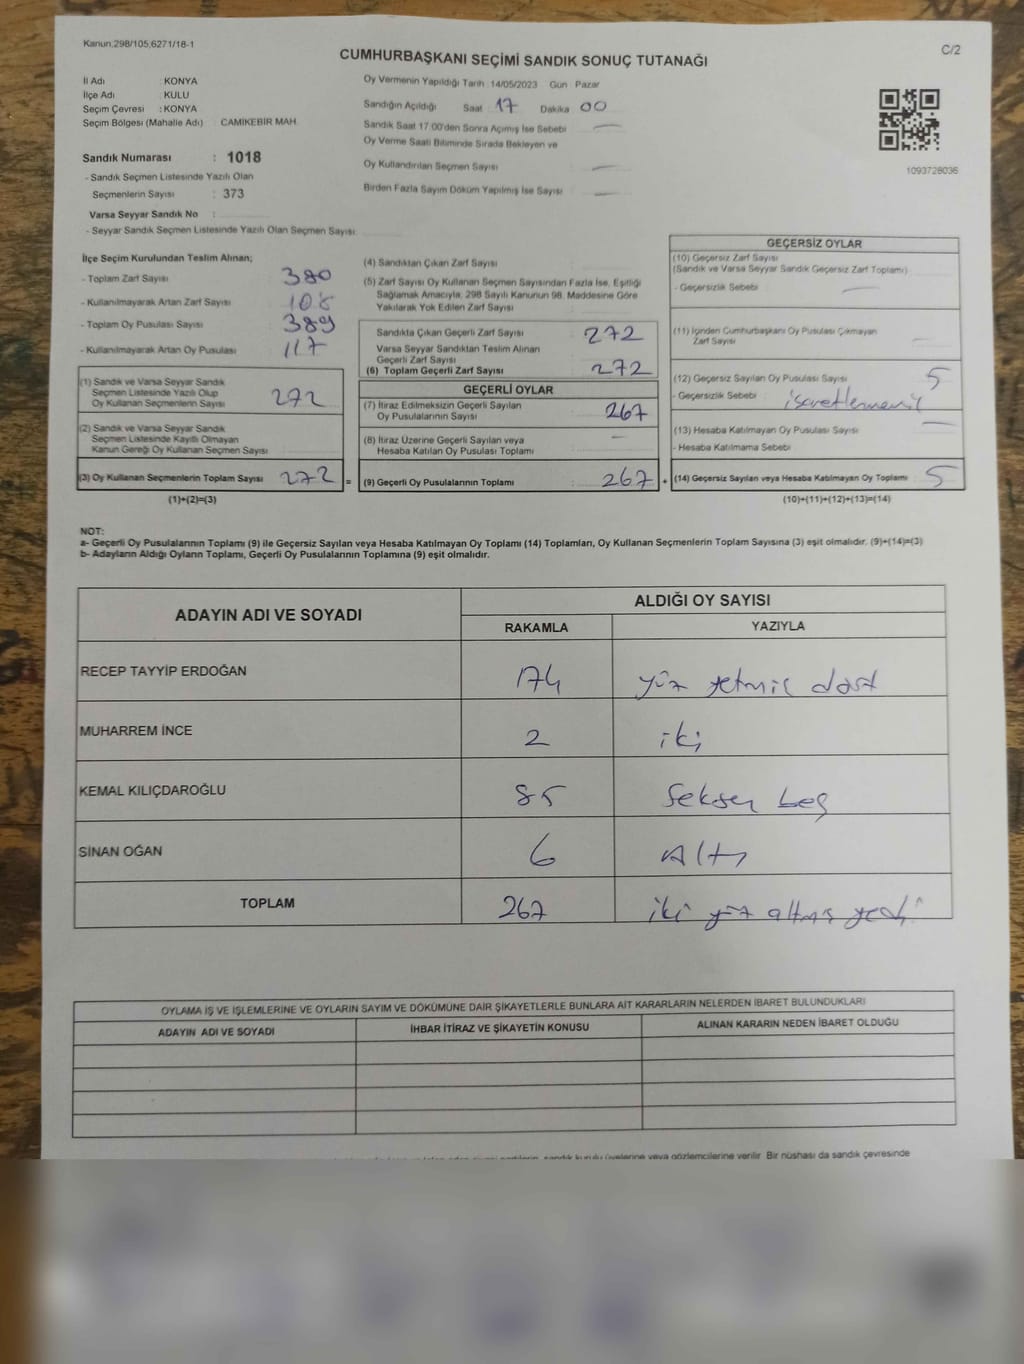 Kanun;298/105;6271/18-1
C/2
CUMHURBAŞKANI SEÇİMİ SANDIK SONUÇ TUTANAĞI
İl Adı : KONYA
İlçe Adı : KULU
Seçim Çevresi : KONYA
Seçim Bölgesi (Mahalle Adı) : CAMİKEBİR MAH.
Sandık Numarası : 1018
- Sandık Seçmen Listesinde Yazılı Olan
Seçmenlerin Sayısı : 373
Varsa Seyyar Sandık No :
- Seyyar Sandık Seçmen Listesinde Yazılı Olan Seçmen Sayısı:
Oy Vermenin Yapıldığı Tarih :14/05/2023 Gün : Pazar
Sandığın Açıldığı Saat : 17 Dakika : 00
Sandık Saat 17:00'den Sonra Açımış İse Sebebi : —
Oy Verme Saati Bitiminde Sırada Bekleyen ve
Oy Kullandırılan Seçmen Sayısı : —
Birden Fazla Sayım Döküm Yapılmış İse Sayısı : —
1093728036
İlçe Seçim Kurulundan Teslim Alınan;
- Toplam Zarf Sayısı : 380
- Kullanılmayarak Artan Zarf Sayısı : 108
- Toplam Oy Pusulası Sayısı : 389
- Kullanılmayarak Artan Oy Pusulası : 117
(1) Sandık ve Varsa Seyyar Sandık
Seçmen Listesinde Yazılı Olup
Oy Kullanan Seçmenlerin Sayısı : 272
(2) Sandık ve Varsa Seyyar Sandık
Seçmen Listesinde Kayıtlı Olmayan
Kanun Gereği Oy Kullanan Seçmen Sayısı :
(3) Oy Kullanan Seçmenlerin Toplam Sayısı : 272 =
(1)+(2)=(3)
(4) Sandıktan Çıkan Zarf Sayısı :
(5) Zarf Sayısı Oy Kullanan Seçmen Sayısından Fazla İse, Eşitliği
Sağlamak Amacıyla, 298 Sayılı Kanunun 98. Maddesine Göre
Yakılarak Yok Edilen Zarf Sayısı :
Sandıkta Çıkan Geçerli Zarf Sayısı : 272
Varsa Seyyar Sandıktan Teslim Alınan
Geçerli Zarf Sayısı :
(6) Toplam Geçerli Zarf Sayısı : 272
GEÇERLİ OYLAR
(7) İtiraz Edilmeksizin Geçerli Sayılan
Oy Pusulalarının Sayısı : 267
(8) İtiraz Üzerine Geçerli Sayılan veya
Hesaba Katılan Oy Pusulası Toplamı : —
(9) Geçerli Oy Pusulalarının Toplamı : 267 +
GEÇERSİZ OYLAR
(10) Geçersiz Zarf Sayısı
(Sandık ve Varsa Seyyar Sandık Geçersiz Zarf Toplamı)
- Geçersizlik Sebebi : —
(11) İçinden Cumhurbaşkanı Oy Pusulası Çıkmayan
Zarf Sayısı : —
(12) Geçersiz Sayılan Oy Pusulası Sayısı : 5
- Geçersizlik Sebebi :
(13) Hesaba Katılmayan Oy Pusulası Sayısı : —
- Hesaba Katılmama Sebebi :
(14) Geçersiz Sayılan veya Hesaba Katılmayan Oy Toplamı : 5
(10)+(11)+(12)+(13)=(14)
NOT:
a- Geçerli Oy Pusulalarının Toplamı (9) ile Geçersiz Sayılan veya Hesaba Katılmayan Oy Toplamı (14) Toplamları, Oy Kullanan Seçmenlerin Toplam Sayısına (3) eşit olmalıdır. (9)+(14)=(3)
b- Adayların Aldığı Oyların Toplamı, Geçerli Oy Pusulalarının Toplamına (9) eşit olmalıdır.
ADAYIN ADI VE SOYADI ALDIĞI OY SAYISI
RAKAMLA YAZIYLA
RECEP TAYYİP ERDOĞAN 174 yüz yetmiş dört
MUHARREM İNCE 2 iki
KEMAL KILIÇDAROĞLU 85 Seksen beş
SİNAN OĞAN 6 Altı
TOPLAM 267 iki yüz altmış yedi
OYLAMA İŞ VE İŞLEMLERİNE VE OYLARIN SAYIM VE DÖKÜMÜNE DAİR ŞİKAYETLERLE BUNLARA AİT KARARLARIN NELERDEN İBARET BULUNDUKLARI
ADAYIN ADI VE SOYADI İHBAR İTİRAZ VE ŞİKAYETİN KONUSU ALINAN KARARIN NEDEN İBARET OLDUĞU
sandık kurulu üyelerine veya gözlemcilerine verilir. Bir nüshası da sandık çevresinde